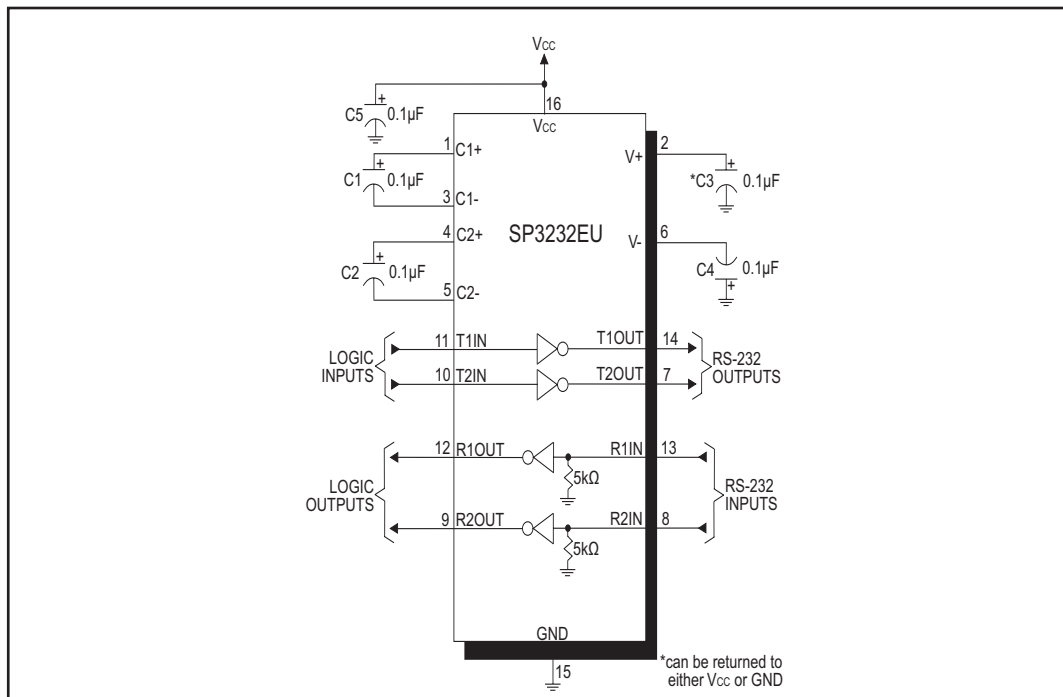 Vcc
C5
+
0.1µF
16
Vcc
1
C1+
C1
+
0.1µF
3
C1-
4
C2+
C2
+
0.1µF
5
C2-
SP3232EU
V+
2
*C3
+
0.1µF
V-
6
C4
0.1µF
+
LOGIC
INPUTS
11
T1IN
T1OUT
14
10
T2IN
T2OUT
7
RS-232
OUTPUTS
LOGIC
OUTPUTS
12
R1OUT
R1IN
13
5kΩ
9
R2OUT
R2IN
8
5kΩ
RS-232
INPUTS
GND
15
*can be returned to
either Vcc or GND